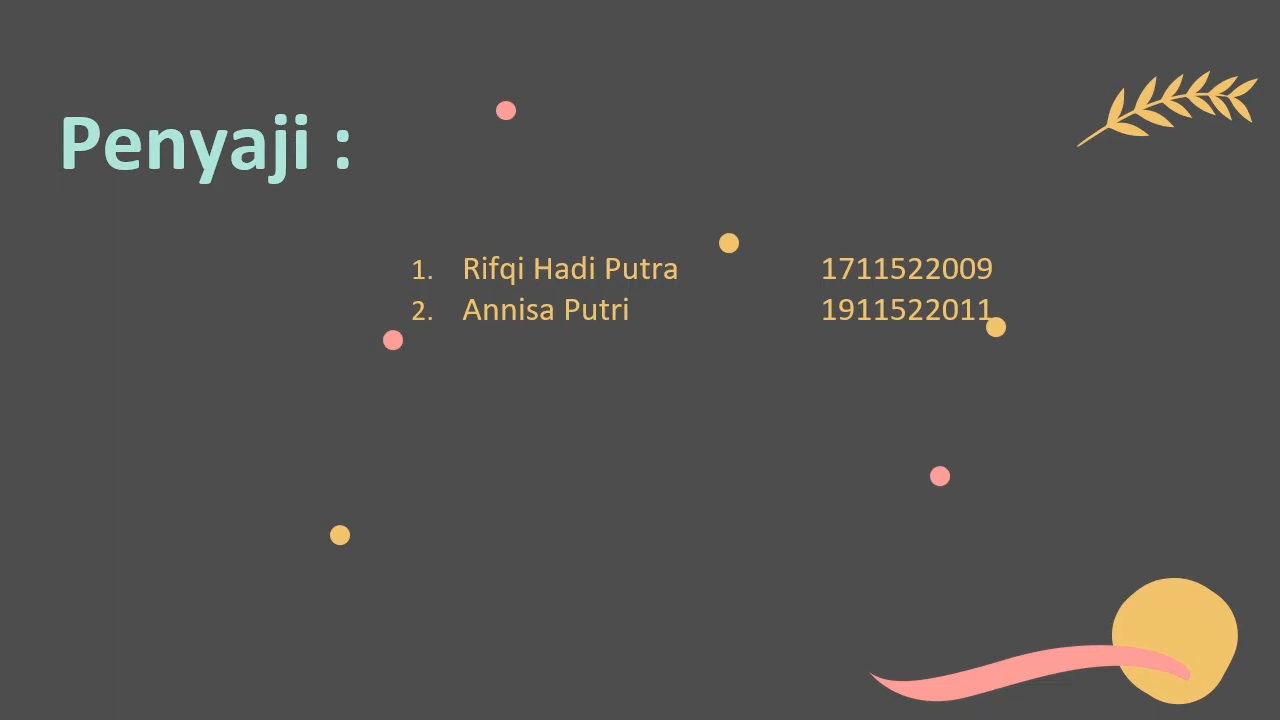 Penyaji :
1. Rifqi Hadi Putra 1711522009
2. Annisa Putri 1911522011